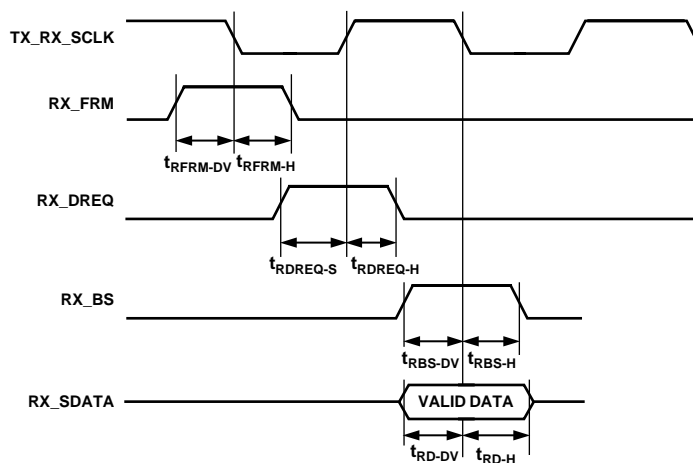 TX_RX_SCLK
RX_FRM
tRFRM-DV tRFRM-H
RX_DREQ
tRDREQ-S tRDREQ-H
RX_BS
tRBS-DV tRBS-H
RX_SDATA VALID DATA
tRD-DV tRD-H